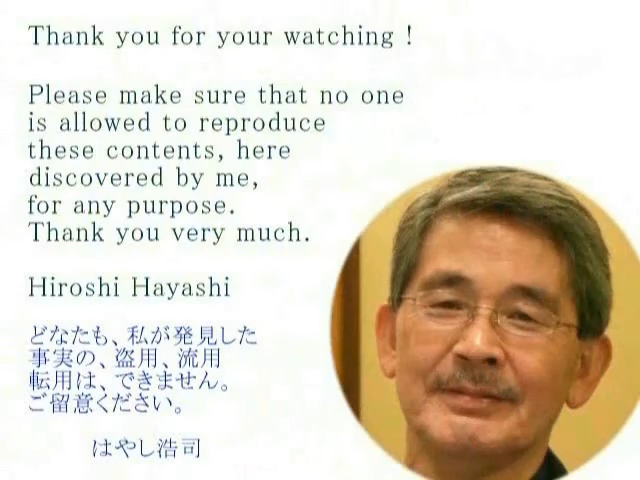 Thank you for your watching !
Please make sure that no one
is allowed to reproduce
these contents, here
discovered by me,
for any purpose.
Thank you very much.
Hiroshi Hayashi
どなたも、私が発見した
事実の、盗用、流用
転用は、できません。
ご留意ください。
はやし浩司